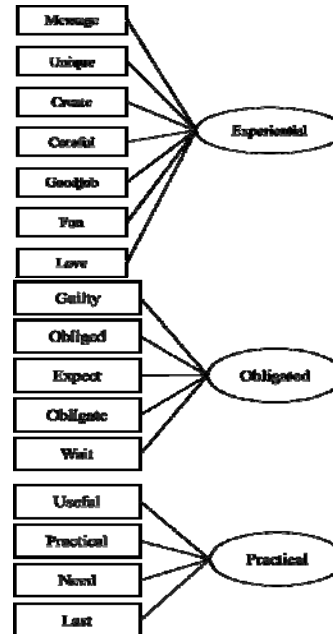 Message
Unique
Create
Careful
Experiential
Goodjob
Fun
Love
Guilty
Obliged
Expect
Obligated
Obligate
Wait
Useful
Practical
Practical
Need
Last